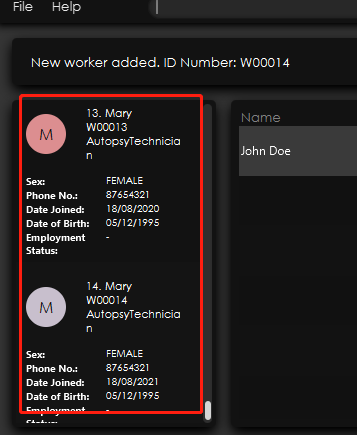 File Help
New worker added. ID Number: W00014
M
13. Mary
W00013
AutopsyTechnicia
n
Sex: FEMALE
Phone No.: 87654321
Date Joined: 18/08/2020
Date of Birth: 05/12/1995
Employment -
Status:
M
14. Mary
W00014
AutopsyTechnicia
n
Sex: FEMALE
Phone No.: 87654321
Date Joined: 18/08/2021
Date of Birth: 05/12/1995
Employment -
Status:
Name
John Doe